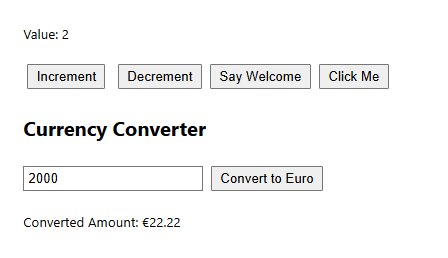 Value: 2
Increment Decrement Say Welcome Click Me
Currency Converter
2000 Convert to Euro
Converted Amount: €22.22